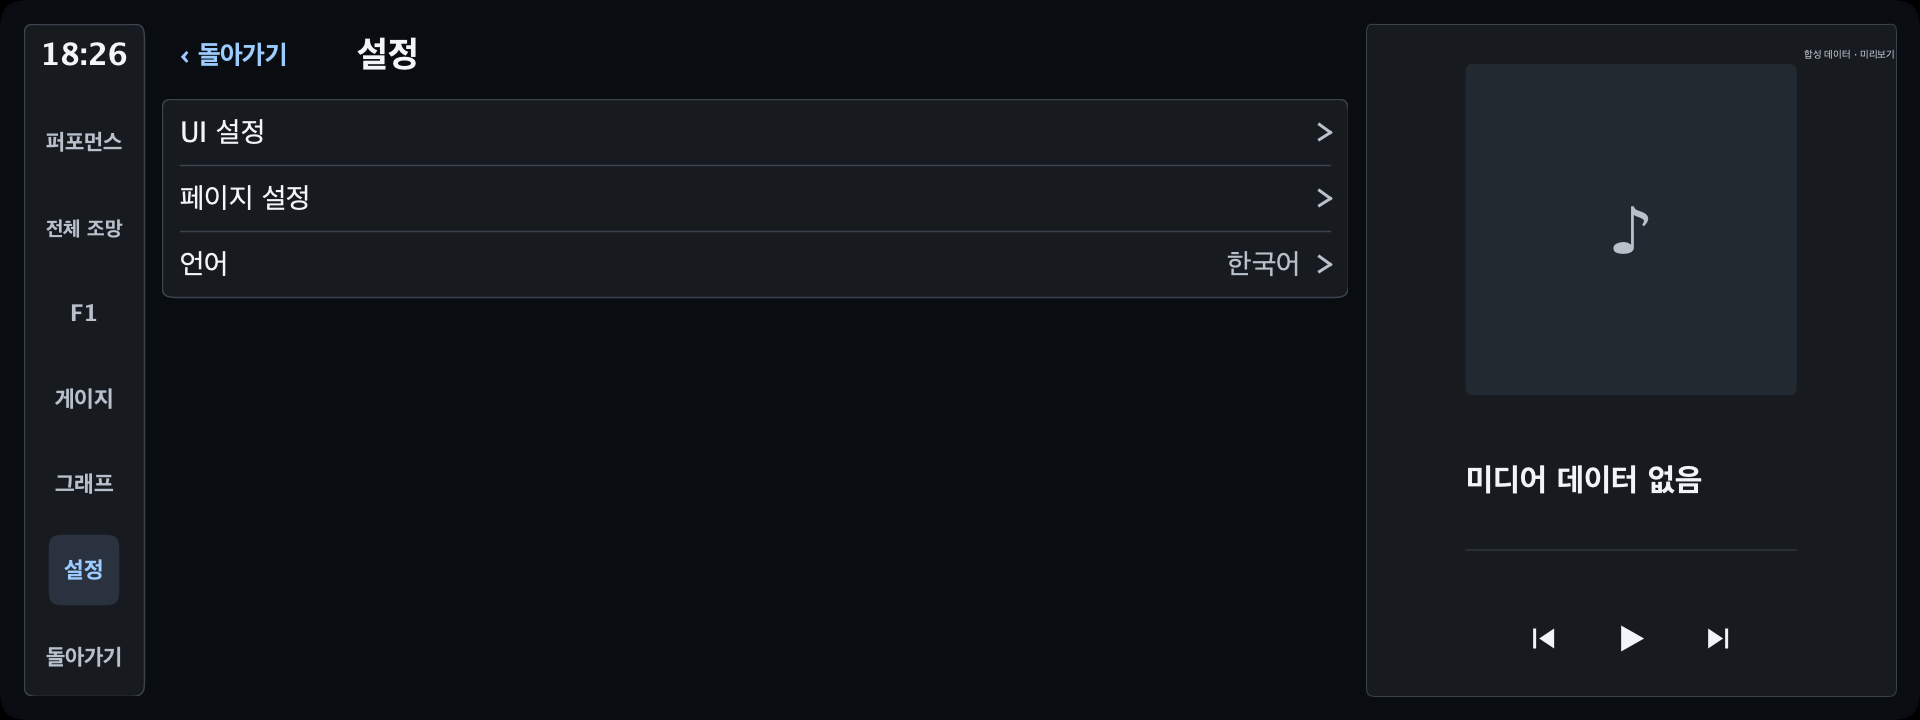 18:26
퍼포먼스
전체 조망
F1
게이지
그래프
설정
돌아가기
‹ 돌아가기
설정
UI 설정
페이지 설정
언어
한국어
합성 데이터 · 미리보기
미디어 데이터 없음